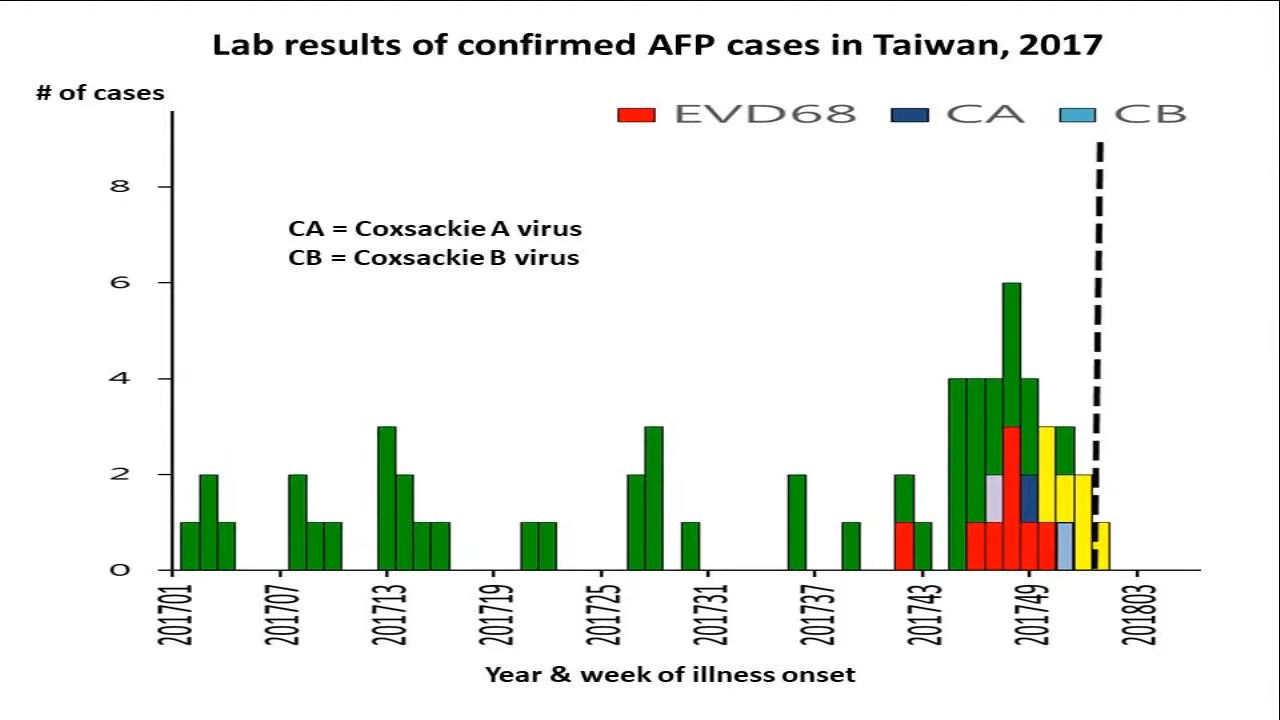 Lab results of confirmed AFP cases in Taiwan, 2017
# of cases
EVD68 CA CB
8
CA = Coxsackie A virus
CB = Coxsackie B virus
6
4
2
0
201701 201707 201713 201719 201725 201731 201737 201743 201749 201803
Year & week of illness onset